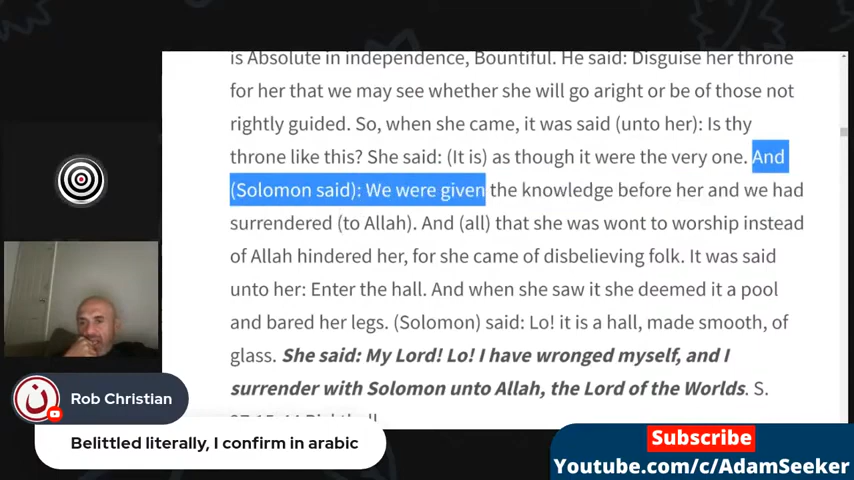 is Absolute in independence, Bountiful. He said: Disguise her throne
for her that we may see whether she will go aright or be of those not
rightly guided. So, when she came, it was said (unto her): Is thy
throne like this? She said: (It is) as though it were the very one. And
(Solomon said): We were given the knowledge before her and we had
surrendered (to Allah). And (all) that she was wont to worship instead
of Allah hindered her, for she came of disbelieving folk. It was said
unto her: Enter the hall. And when she saw it she deemed it a pool
and bared her legs. (Solomon) said: Lo! it is a hall, made smooth, of
glass. She said: My Lord! Lo! I have wronged myself, and I
surrender with Solomon unto Allah, the Lord of the Worlds. S.
ن
Rob Christian
Belittled literally, I confirm in arabic
Subscribe
Youtube.com/c/AdamSeeker